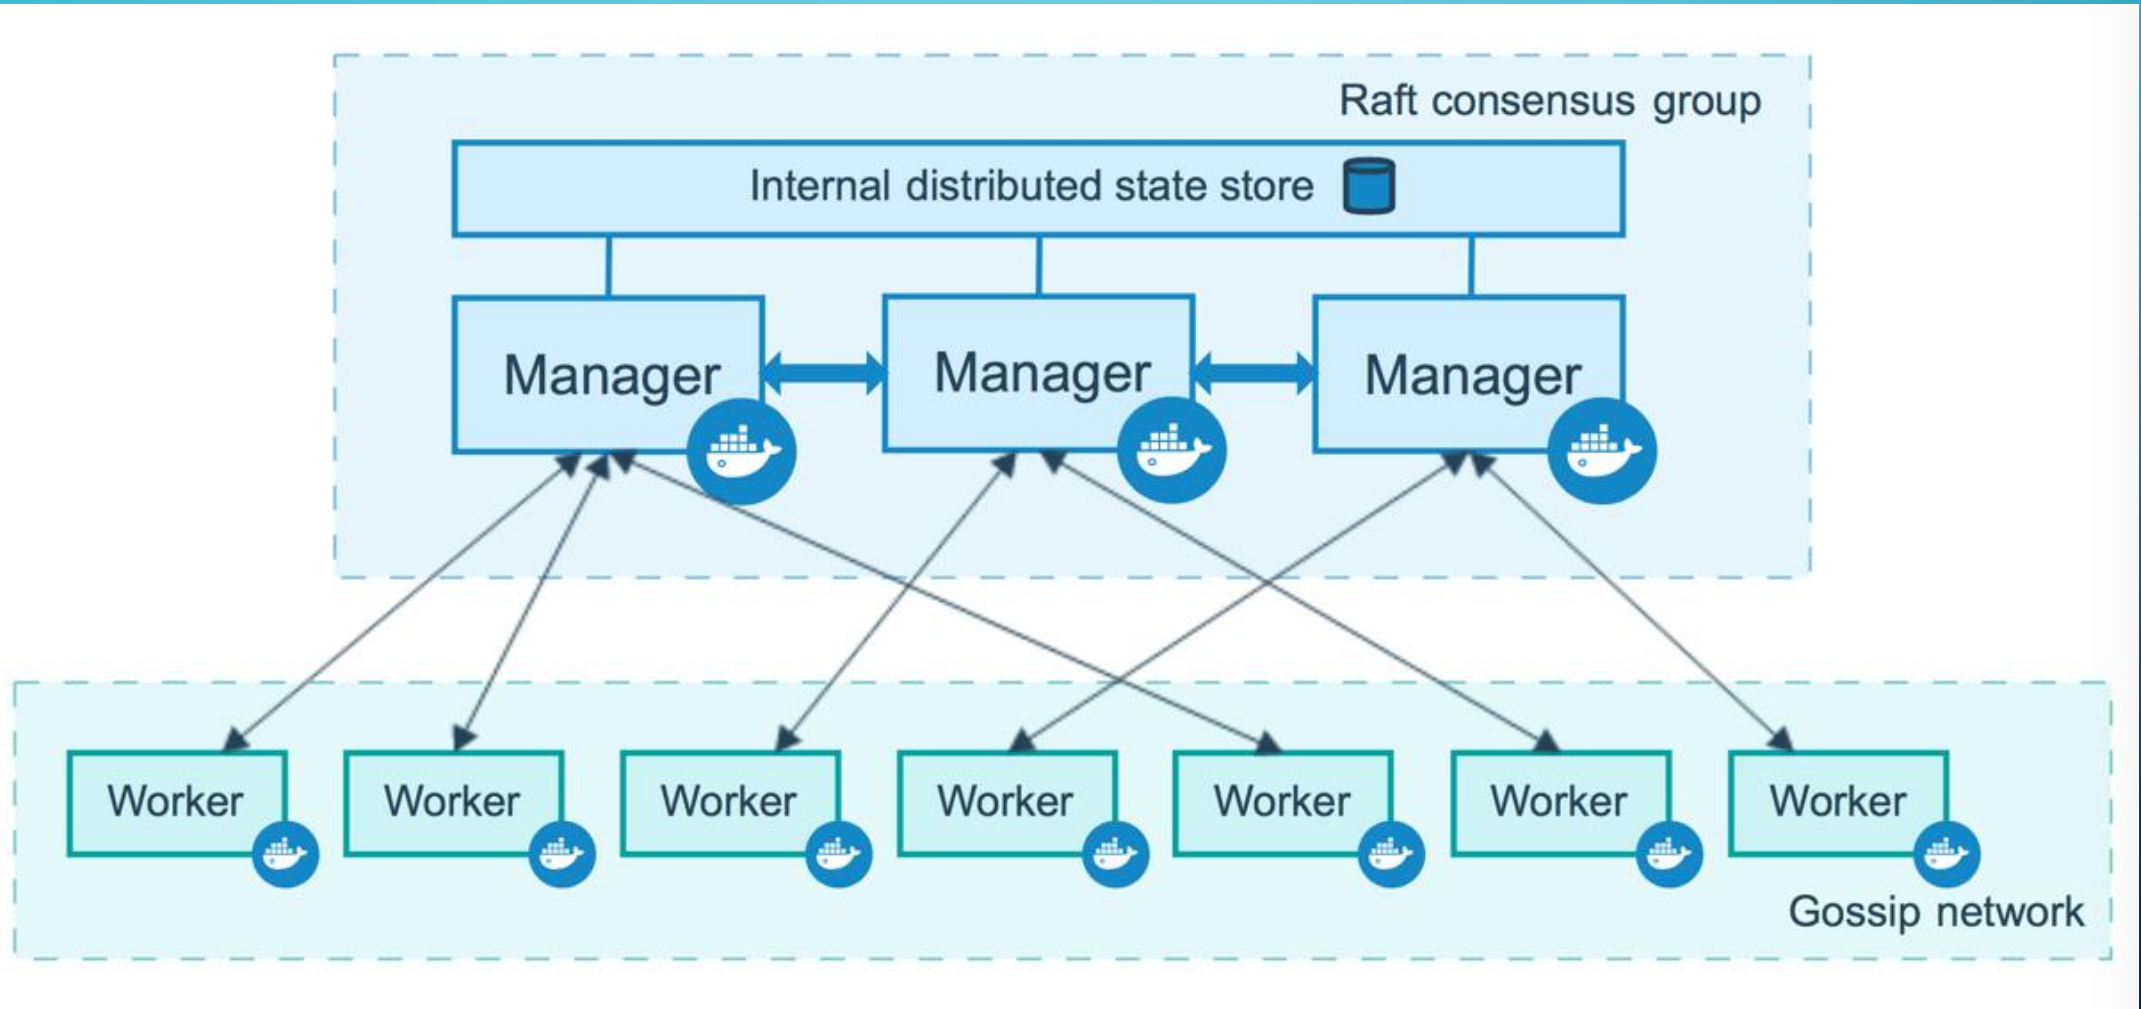 Raft consensus group
Internal distributed state store
Manager
Manager
Manager
Worker
Worker
Worker
Worker
Worker
Worker
Worker
Gossip network